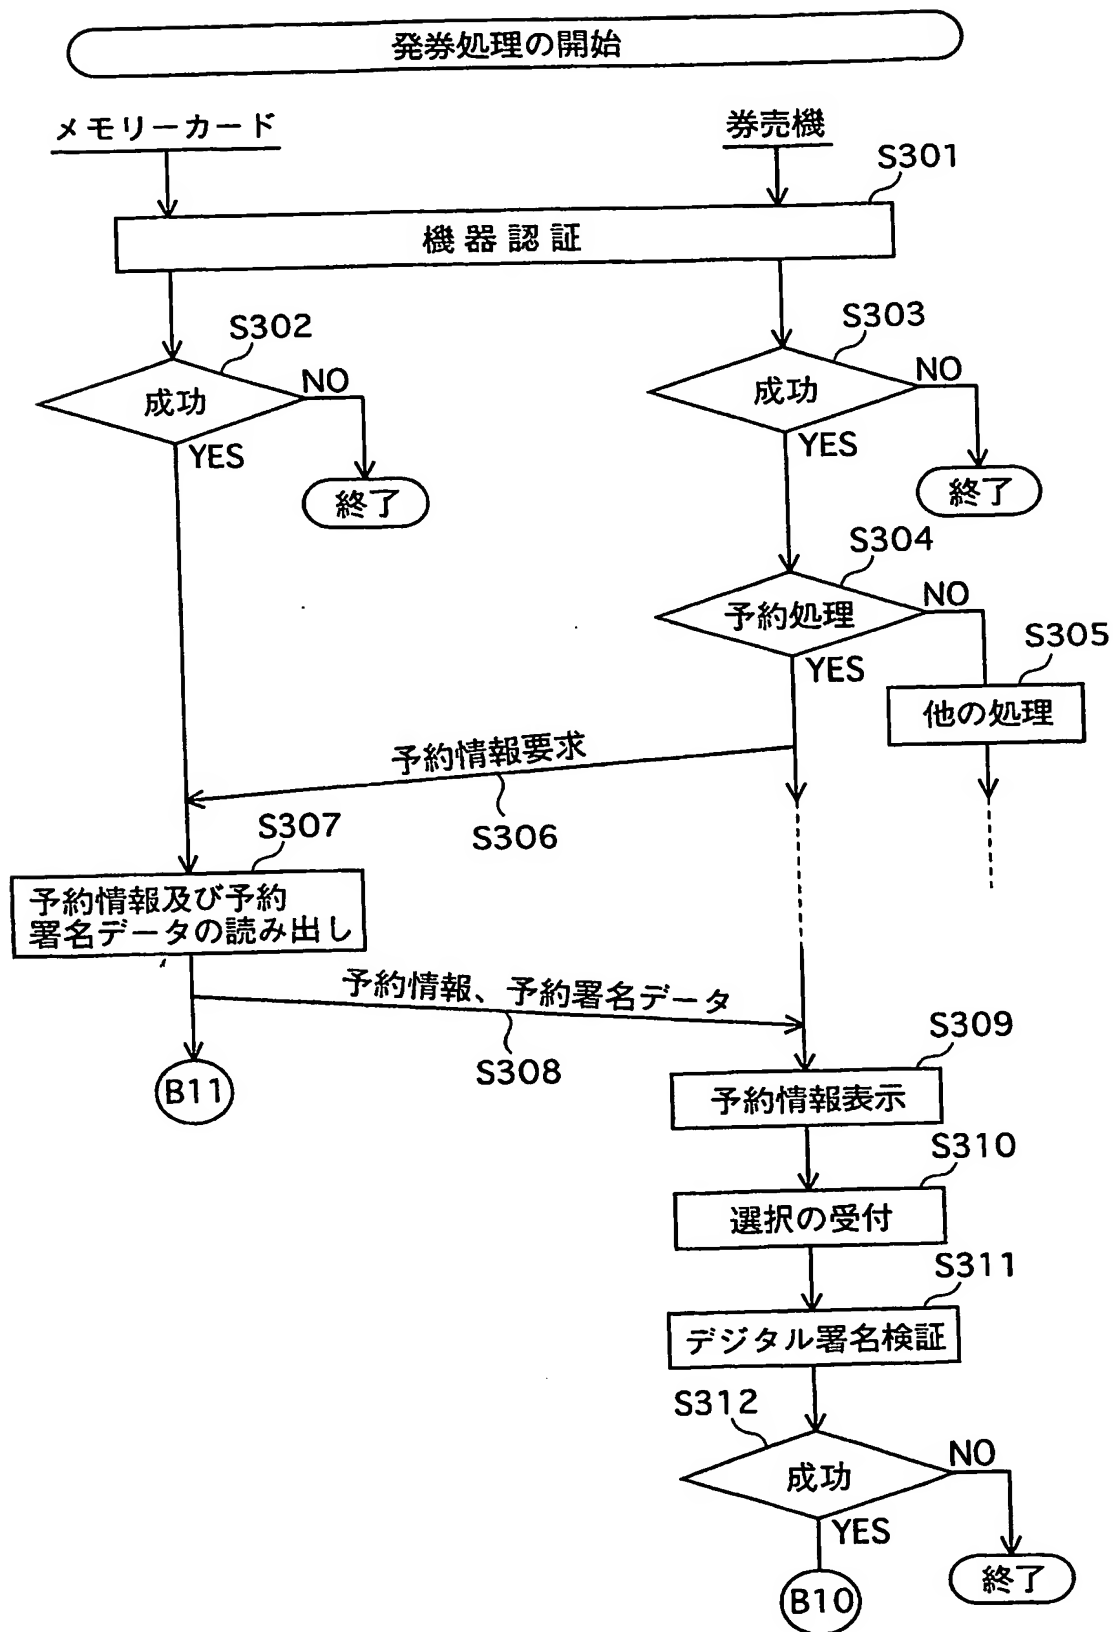 発券処理の開始
メモリーカード
券売機
S301
機器認証
S302
S303
成功
NO
成功
NO
YES
YES
終了
終了
S304
予約処理
NO
S305
YES
他の処理
予約情報要求
S306
S307
予約情報及び予約
署名データの読み出し
予約情報、予約署名データ
S308
S309
B11
予約情報表示
S310
選択の受付
S311
デジタル署名検証
S312
成功
NO
YES
終了
B10